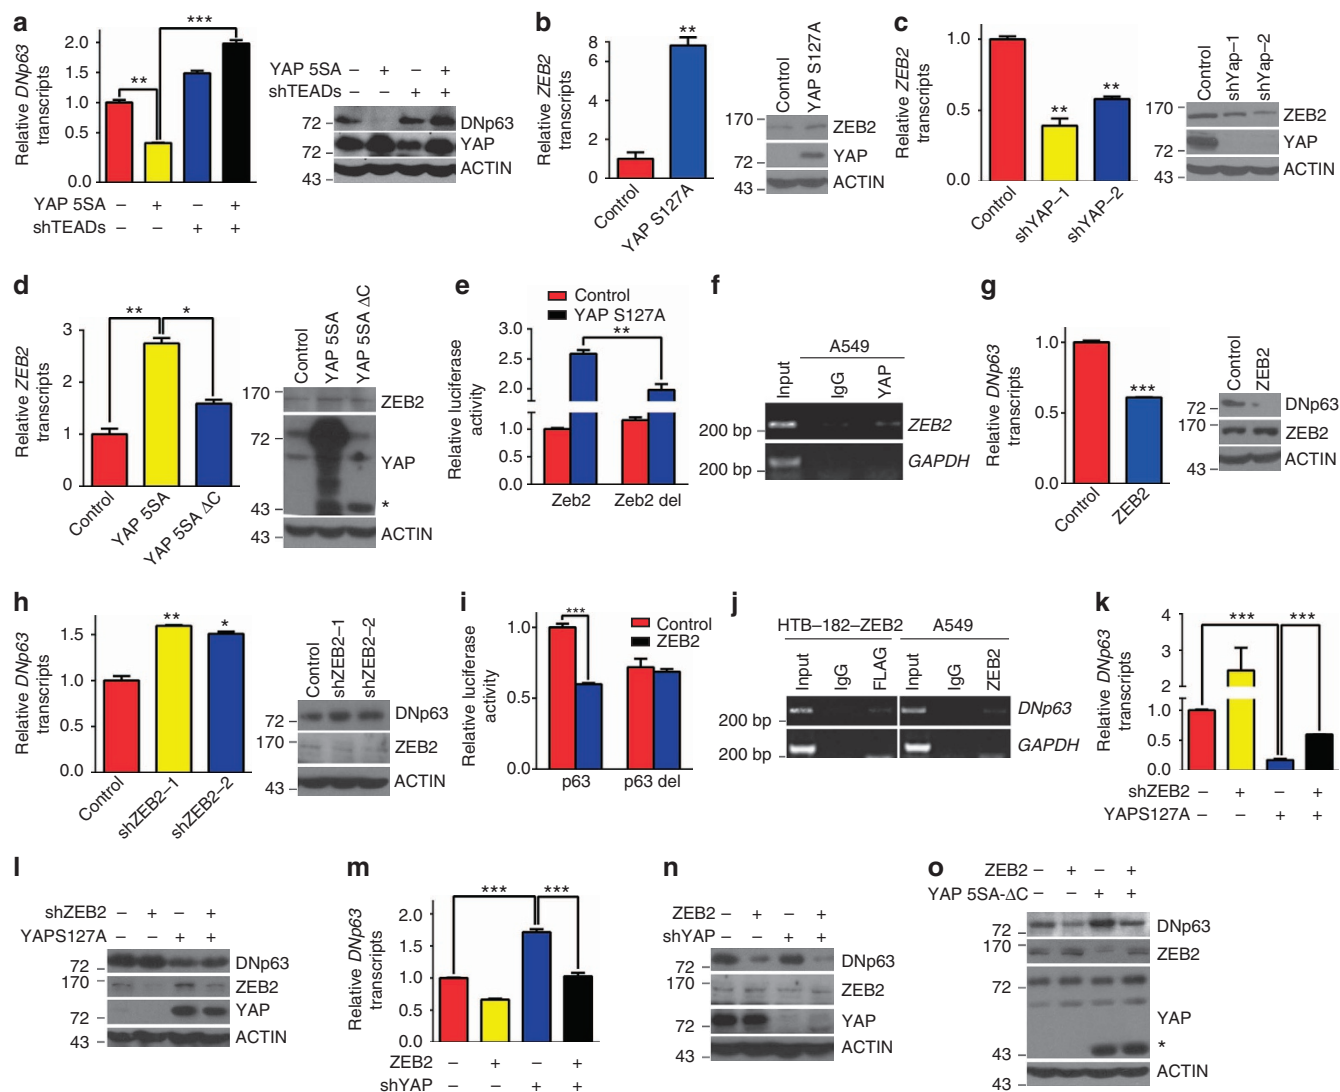 a
Relative DNp63 transcripts
***
**
2.0
1.5
1.0
0.5
0.0
YAP 5SA – + – +
shTEADs – – + +
YAP 5SA – + – +
shTEADs – – + +
72 DNp63
72 YAP
43 ACTIN
b
Relative ZEB2 transcripts
**
8
6
4
2
0
Control
YAP S127A
Control
YAP S127A
170 ZEB2
72 YAP
43 ACTIN
c
Relative ZEB2 transcripts
1.0
0.5
0.0
**
**
Control
shYAP–1
shYAP–2
Control
shYap–1
shYap–2
170 ZEB2
72 YAP
43 ACTIN
d
Relative ZEB2 transcripts
** *
3
2
1
0
Control
YAP 5SA
YAP 5SA ΔC
Control
YAP 5SA
YAP 5SA ΔC
170 ZEB2
72 YAP
43 *
43 ACTIN
e
Control
YAP S127A
Relative luciferase activity
**
3.0
2.5
2.0
1.5
1.0
0.5
0.0
Zeb2 Zeb2 del
f
A549
Input
IgG
YAP
200 bp ZEB2
200 bp GAPDH
g
Relative DNp63 transcripts
1.0
0.5
0.0
***
Control
ZEB2
Control
ZEB2
72 DNp63
170 ZEB2
43 ACTIN
h
Relative DNp63 transcripts
** *
1.5
1.0
0.5
0.0
Control
shZEB2–1
shZEB2–2
Control
shZEB2–1
shZEB2–2
72 DNp63
170 ZEB2
43 ACTIN
i
Relative luciferase activity
***
Control
ZEB2
1.0
0.5
0.0
p63 p63 del
j
HTB–182–ZEB2 A549
Input
IgG
FLAG
Input
IgG
ZEB2
200 bp DNp63
200 bp GAPDH
k
Relative DNp63 transcripts
*** ***
4
3
2
1.0
0.5
0.0
shZEB2 – + – +
YAPS127A – – + +
l
shZEB2 – + – +
YAPS127A – – + +
72 DNp63
170 ZEB2
72 YAP
43 ACTIN
m
Relative DNp63 transcripts
*** ***
2.0
1.5
1.0
0.5
0.0
ZEB2 – + – +
shYAP – – + +
n
ZEB2 – + – +
shYAP – – + +
72 DNp63
170 ZEB2
72 YAP
43 ACTIN
o
ZEB2 – + – +
YAP 5SA-ΔC – – + +
72 DNp63
170 ZEB2
72
YAP
43 *
43 ACTIN